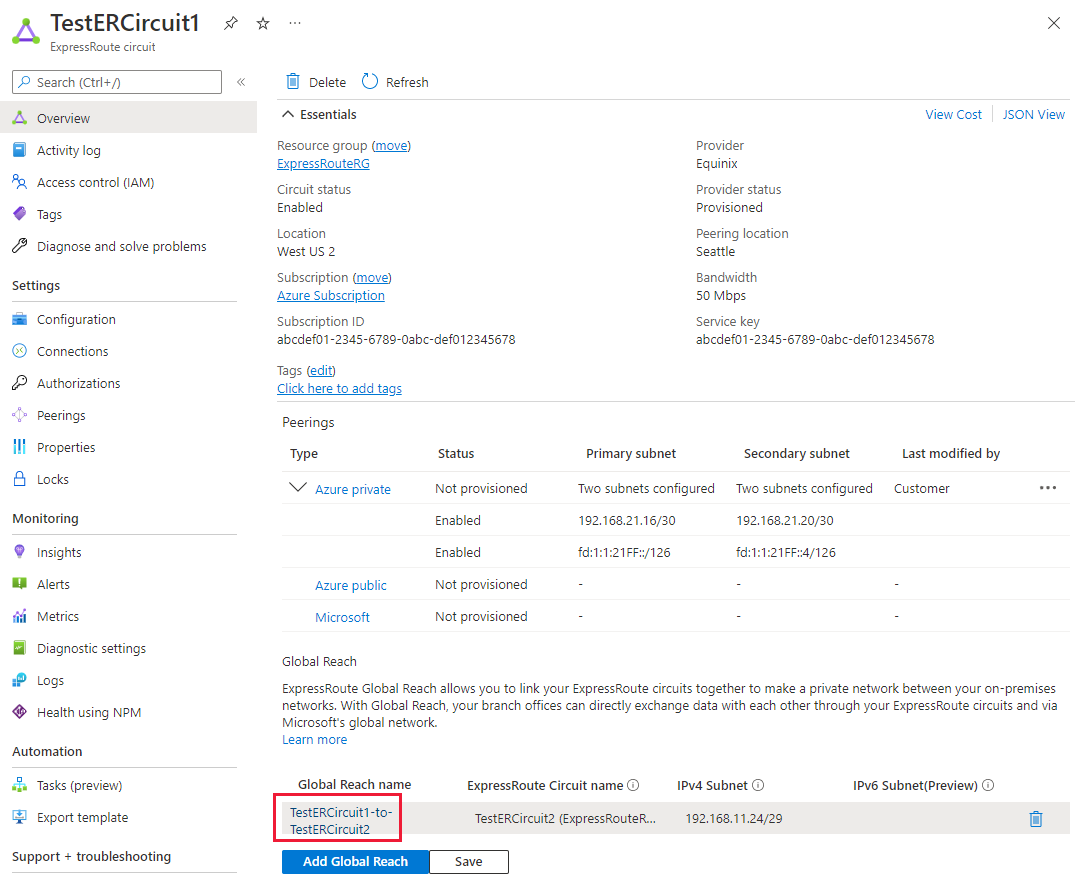 TestERCircuit1
ExpressRoute circuit
Search (Ctrl+/)
Overview
Activity log
Access control (IAM)
Tags
Diagnose and solve problems
Settings
Configuration
Connections
Authorizations
Peerings
Properties
Locks
Monitoring
Insights
Alerts
Metrics
Diagnostic settings
Logs
Health using NPM
Automation
Tasks (preview)
Export template
Support + troubleshooting
Delete Refresh
Essentials View Cost JSON View
Resource group (move)
ExpressRouteRG
Circuit status
Enabled
Location
West US 2
Subscription (move)
Azure Subscription
Subscription ID
abcdef01-2345-6789-0abc-def012345678
Tags (edit)
Click here to add tags
Provider
Equinix
Provider status
Provisioned
Peering location
Seattle
Bandwidth
50 Mbps
Service key
abcdef01-2345-6789-0abc-def012345678
Peerings
Type Status Primary subnet Secondary subnet Last modified by
Azure private Not provisioned Two subnets configured Two subnets configured Customer
Enabled 192.168.21.16/30 192.168.21.20/30
Enabled fd:1:1:21FF::/126 fd:1:1:21FF::4/126
Azure public Not provisioned - - -
Microsoft Not provisioned - - -
Global Reach
ExpressRoute Global Reach allows you to link your ExpressRoute circuits together to make a private network between your on-premises
networks. With Global Reach, your branch offices can directly exchange data with each other through your ExpressRoute circuits and via
Microsoft's global network.
Learn more
Global Reach name ExpressRoute Circuit name IPv4 Subnet IPv6 Subnet(Preview)
TestERCircuit1-to-
TestERCircuit2 TestERCircuit2 (ExpressRouteR... 192.168.11.24/29
Add Global Reach Save